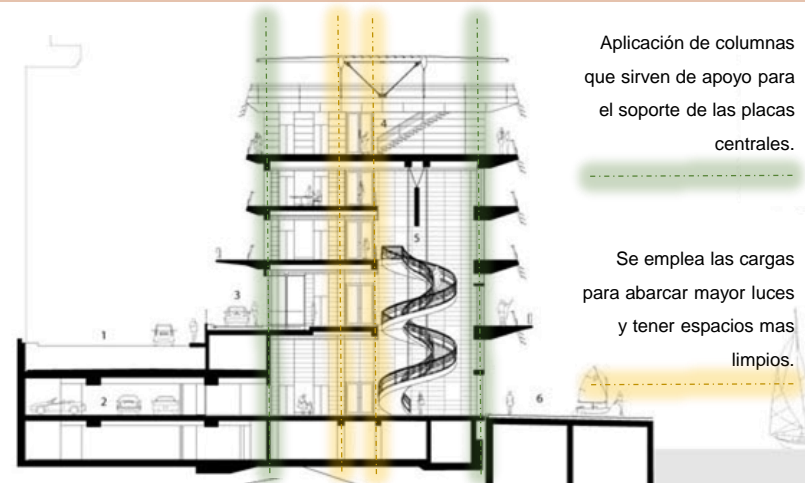 Aplicación de columnas
que sirven de apoyo para
el soporte de las placas
centrales.
Se emplea las cargas
para abarcar mayor luces
y tener espacios mas
limpios.
4
5
3
1
2
6